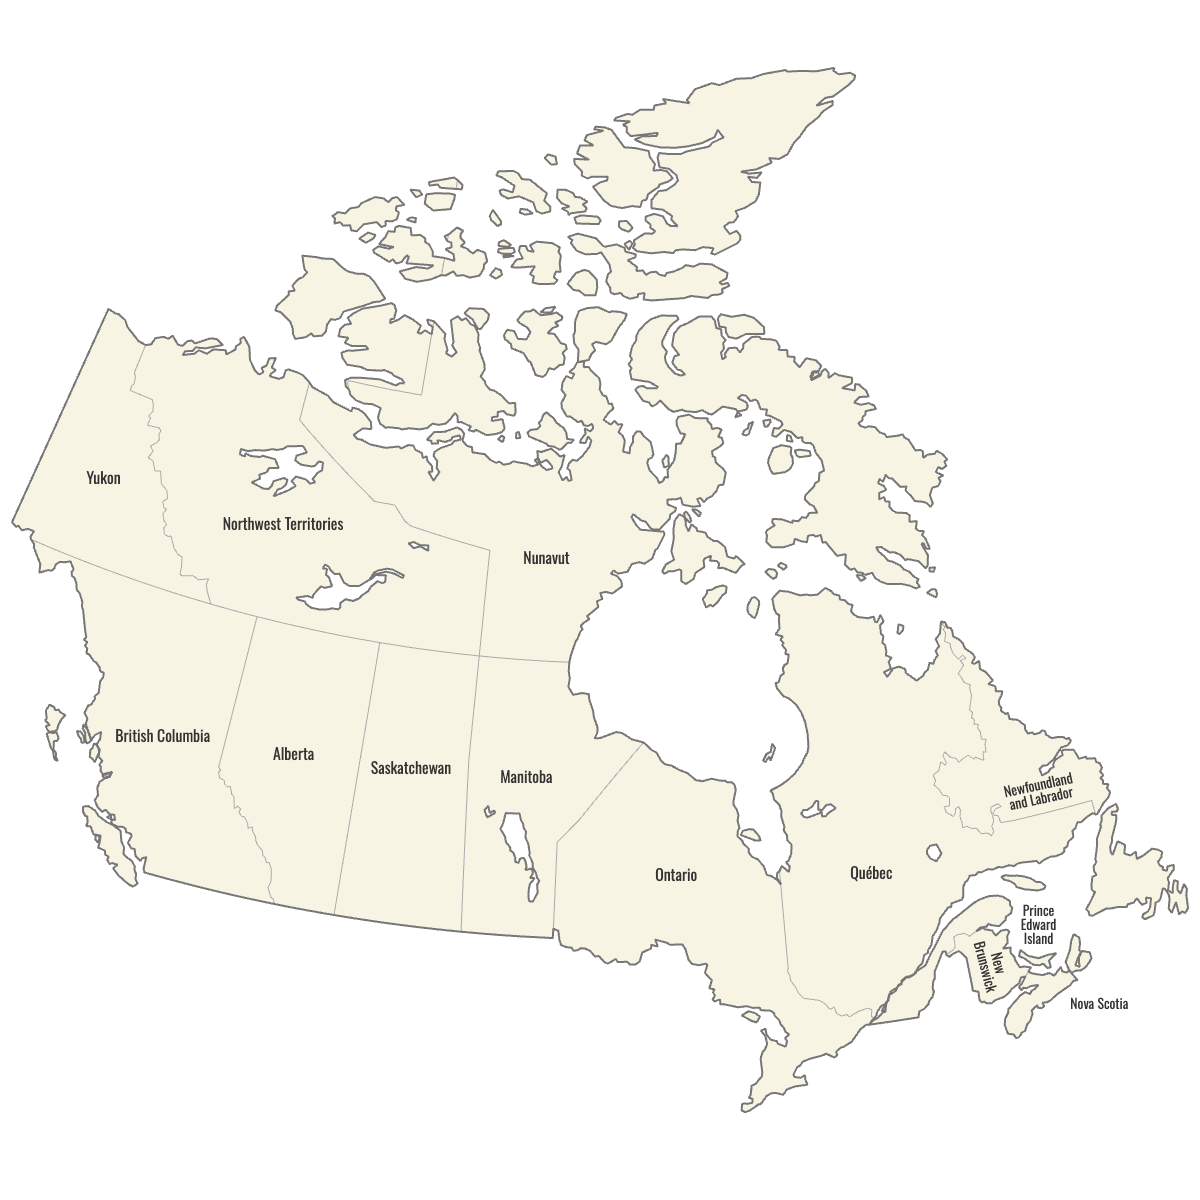 Yukon
Northwest Territories
Nunavut
British Columbia
Alberta
Saskatchewan
Manitoba
Ontario
Québec
Newfoundland
and Labrador
Prince
Edward
Island
New
Brunswick
Nova Scotia